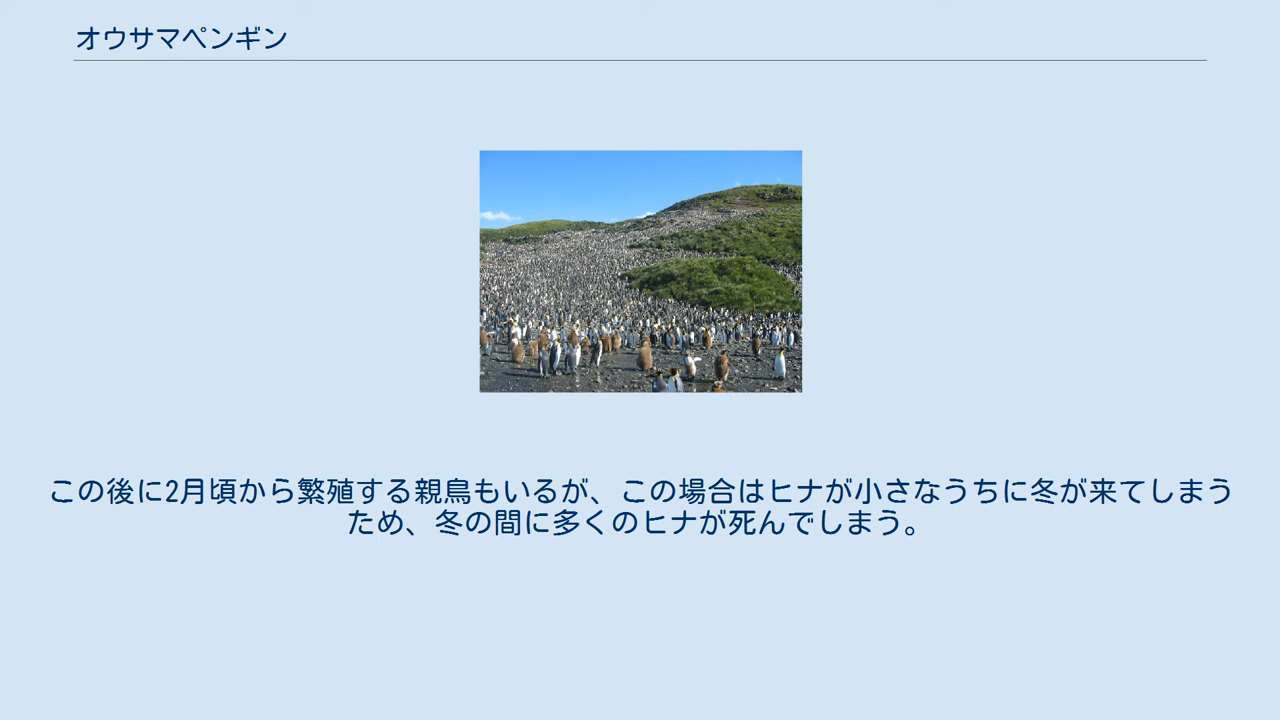 オウサマペンギン
この後に2月頃から繁殖する親鳥もいるが、この場合はヒナが小さなうちに冬が来てしまう
ため、冬の間に多くのヒナが死んでしまう。